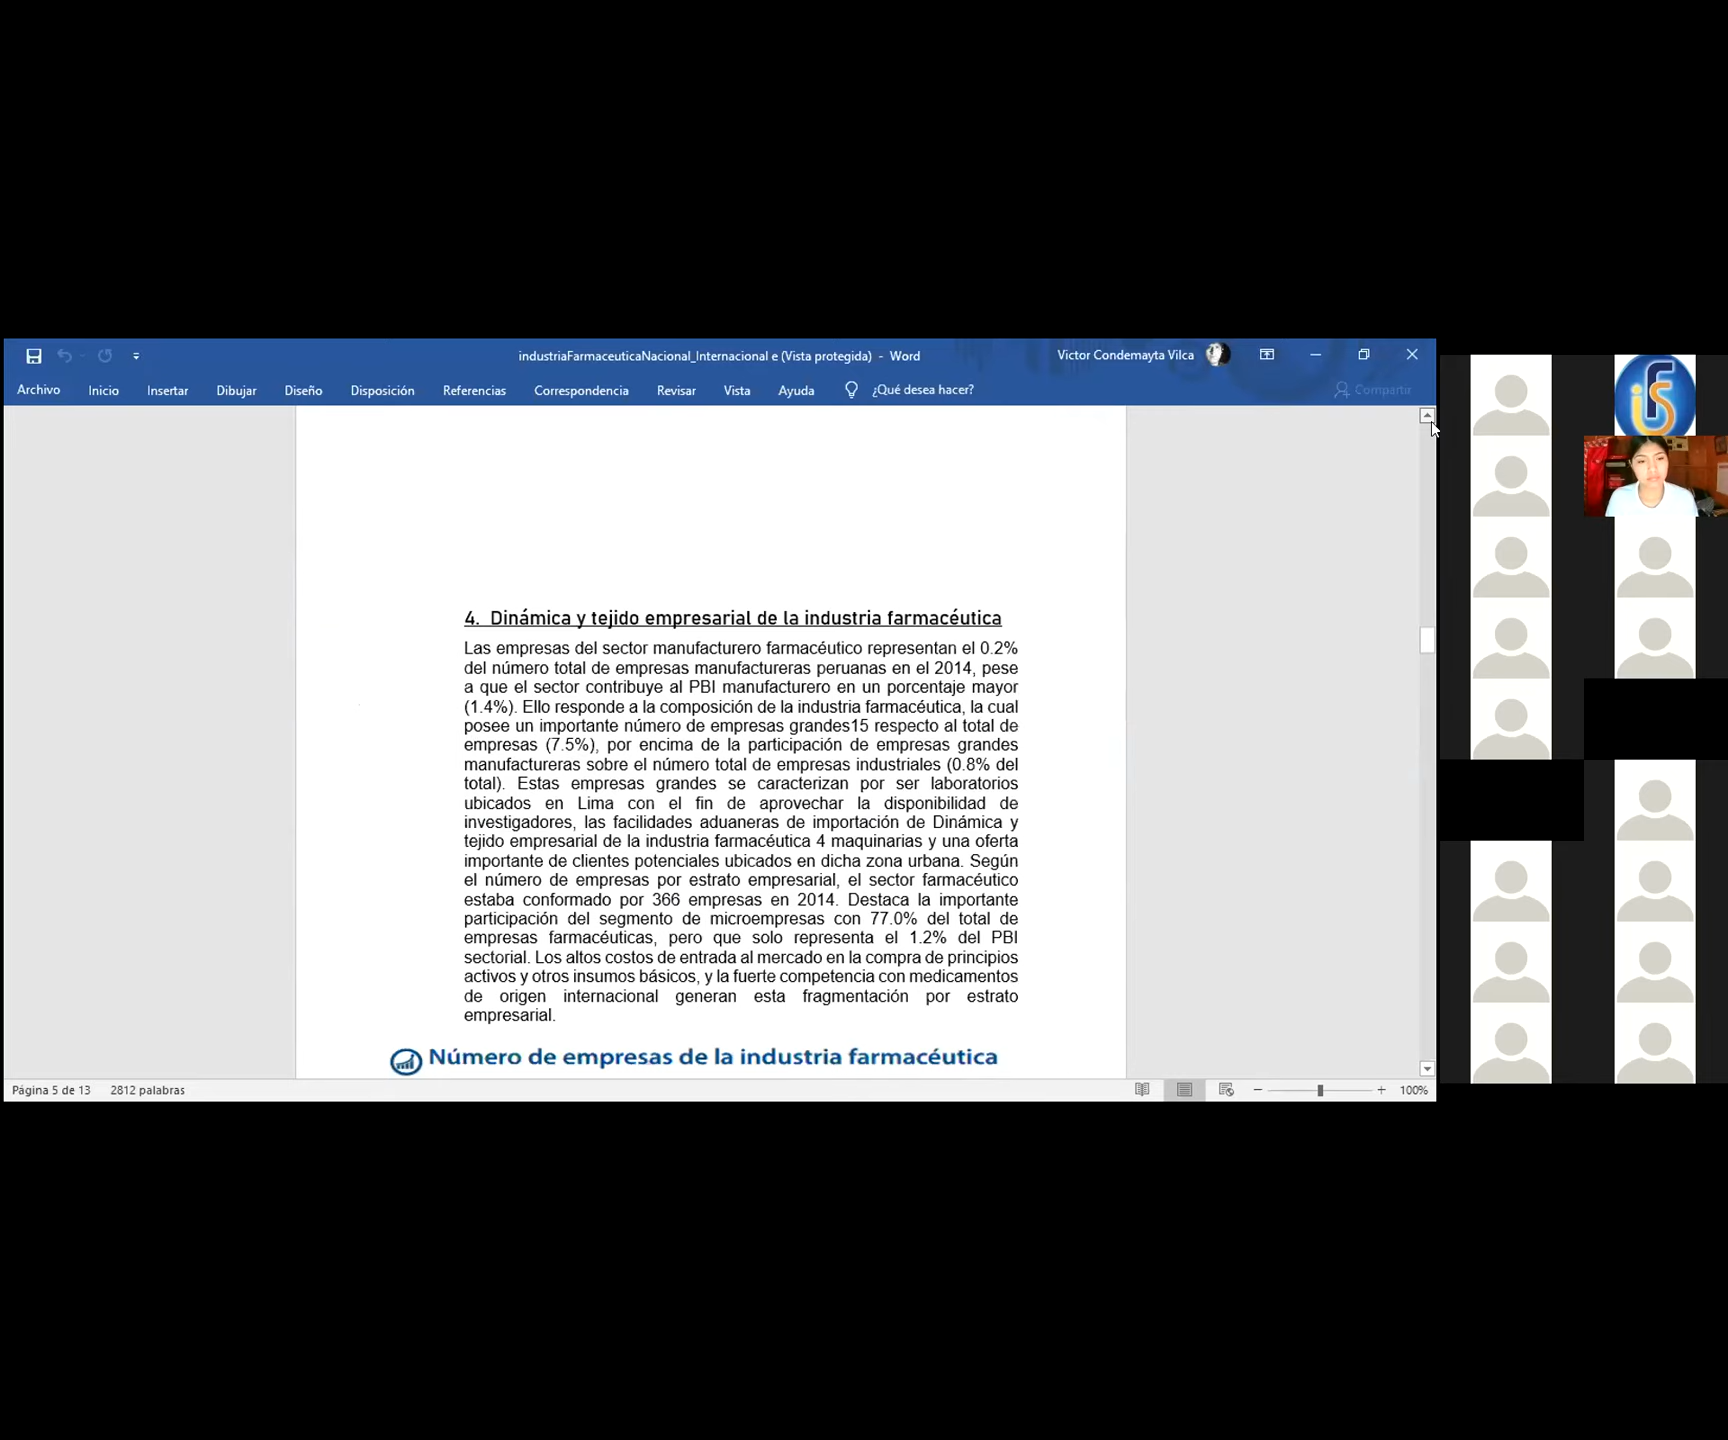 industriaFarmaceuticaNacional_Internacional e (Vista protegida) - Word
Victor Condemayta Vilca
Archivo Inicio Insertar Dibujar Diseño Disposición Referencias Correspondencia Revisar Vista Ayuda ¿Qué desea hacer? Compartir
4. Dinámica y tejido empresarial de la industria farmacéutica
Las empresas del sector manufacturero farmacéutico representan el 0.2%
del número total de empresas manufactureras peruanas en el 2014, pese
a que el sector contribuye al PBI manufacturero en un porcentaje mayor
(1.4%). Ello responde a la composición de la industria farmacéutica, la cual
posee un importante número de empresas grandes15 respecto al total de
empresas (7.5%), por encima de la participación de empresas grandes
manufactureras sobre el número total de empresas industriales (0.8% del
total). Estas empresas grandes se caracterizan por ser laboratorios
ubicados en Lima con el fin de aprovechar la disponibilidad de
investigadores, las facilidades aduaneras de importación de Dinámica y
tejido empresarial de la industria farmacéutica 4 maquinarias y una oferta
importante de clientes potenciales ubicados en dicha zona urbana. Según
el número de empresas por estrato empresarial, el sector farmacéutico
estaba conformado por 366 empresas en 2014. Destaca la importante
participación del segmento de microempresas con 77.0% del total de
empresas farmacéuticas, pero que solo representa el 1.2% del PBI
sectorial. Los altos costos de entrada al mercado en la compra de principios
activos y otros insumos básicos, y la fuerte competencia con medicamentos
de origen internacional generan esta fragmentación por estrato
empresarial.
Número de empresas de la industria farmacéutica
Página 5 de 13 2812 palabras
100%